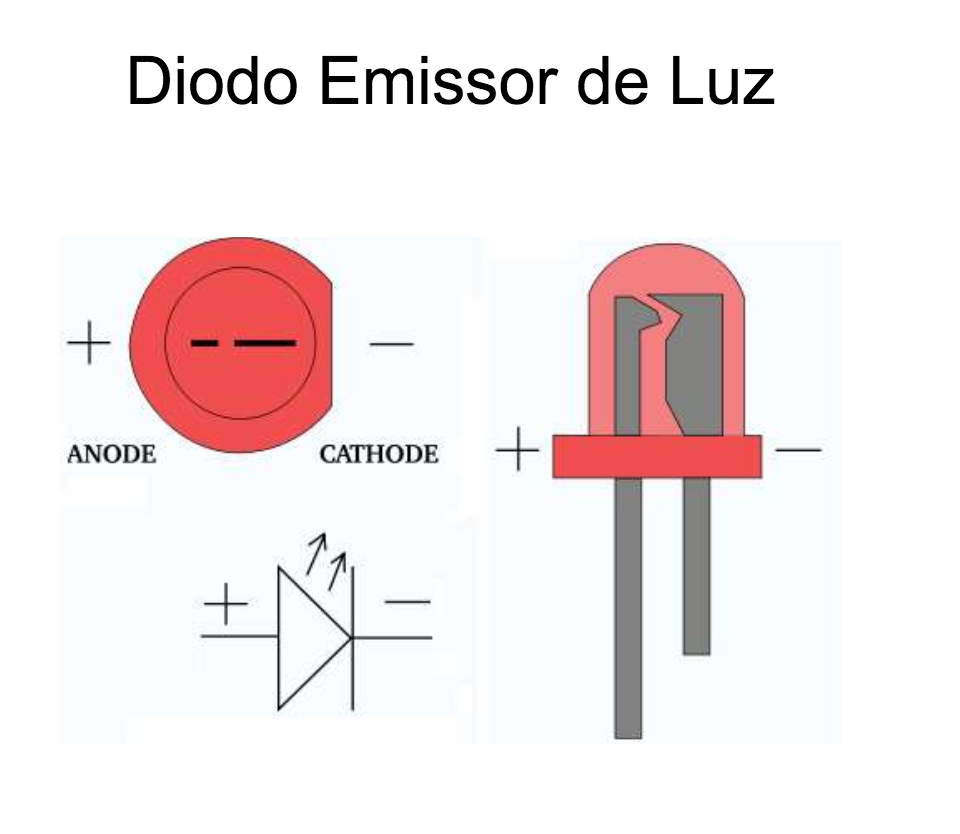 Diodo Emissor de Luz
+ −
ANODE CATHODE
+ −
+ −